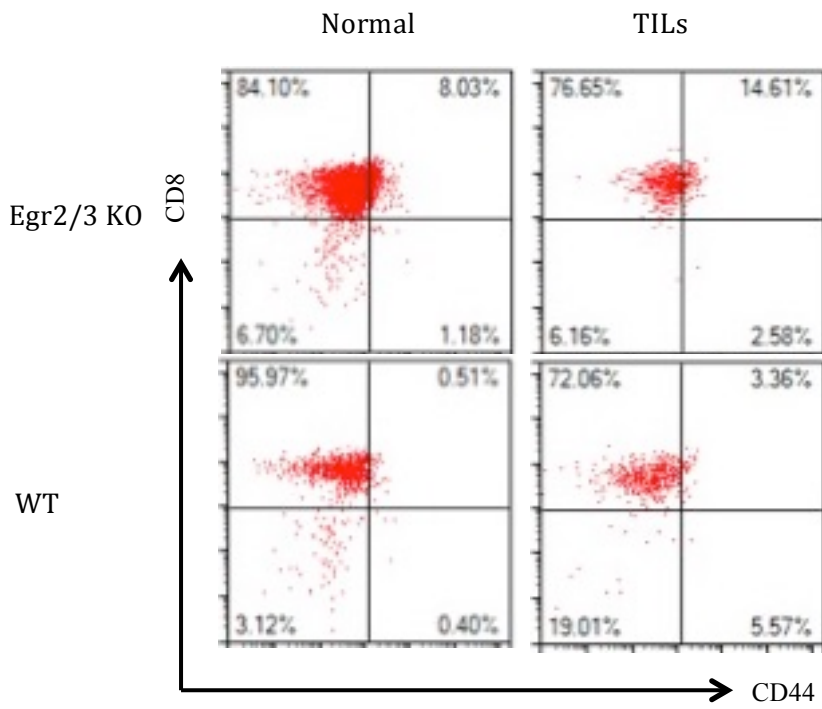 Normal TILs
84.10% 8.03% 76.65% 14.61%
CD8
Egr2/3 KO
6.70% 1.18% 6.16% 2.58%
95.97% 0.51% 72.06% 3.36%
WT
3.12% 0.40% 19.01% 5.57%
CD44